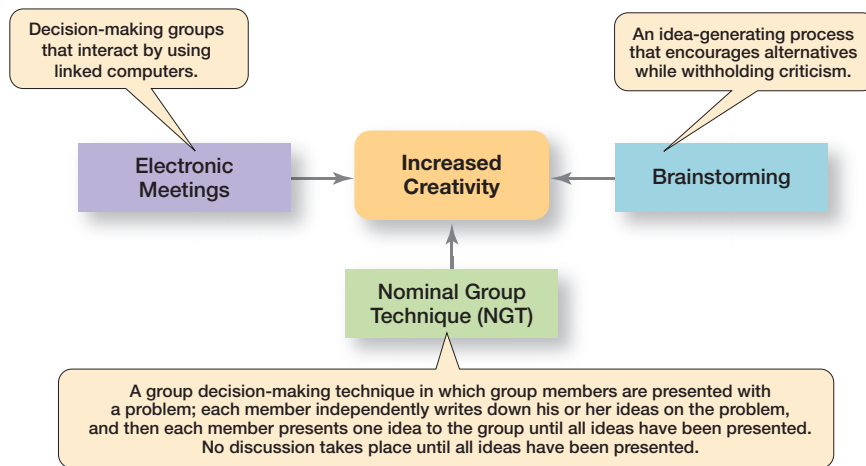 Decision-making groups
that interact by using
linked computers.
An idea-generating process
that encourages alternatives
while withholding criticism.
Electronic
Meetings
Increased
Creativity
Brainstorming
Nominal Group
Technique (NGT)
A group decision-making technique in which group members are presented with
a problem; each member independently writes down his or her ideas on the problem,
and then each member presents one idea to the group until all ideas have been presented.
No discussion takes place until all ideas have been presented.